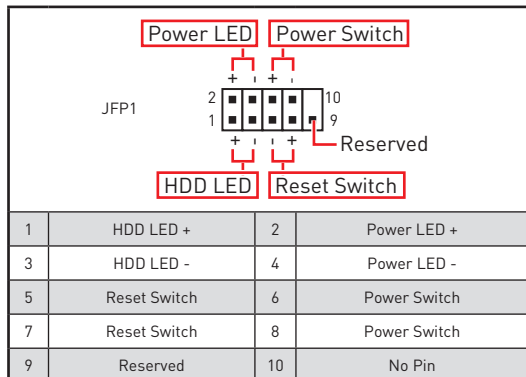 Power LED Power Switch
+ - + -
JFP1
2 10
1 9
+ - - +
Reserved
HDD LED Reset Switch
1 HDD LED + 2 Power LED +
3 HDD LED - 4 Power LED -
5 Reset Switch 6 Power Switch
7 Reset Switch 8 Power Switch
9 Reserved 10 No Pin